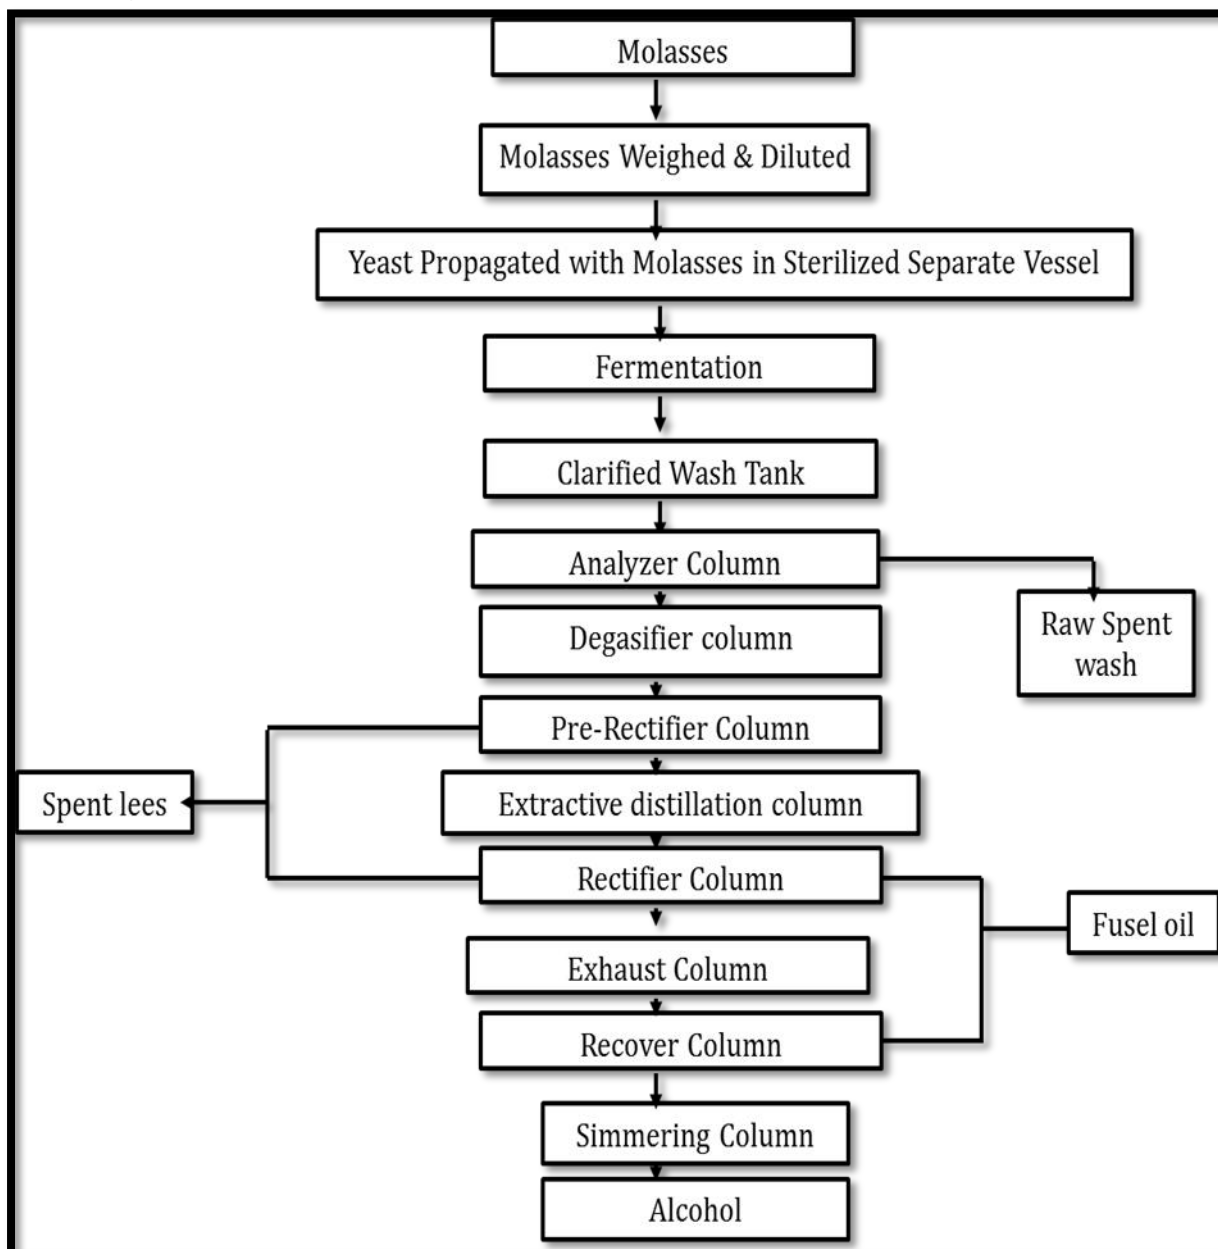 Molasses
Molasses Weighed & Diluted
Yeast Propagated with Molasses in Sterilized Separate Vessel
Fermentation
Clarified Wash Tank
Analyzer Column
Raw Spent
wash
Degasifier column
Pre-Rectifier Column
Spent lees
Extractive distillation column
Rectifier Column
Fusel oil
Exhaust Column
Recover Column
Simmering Column
Alcohol